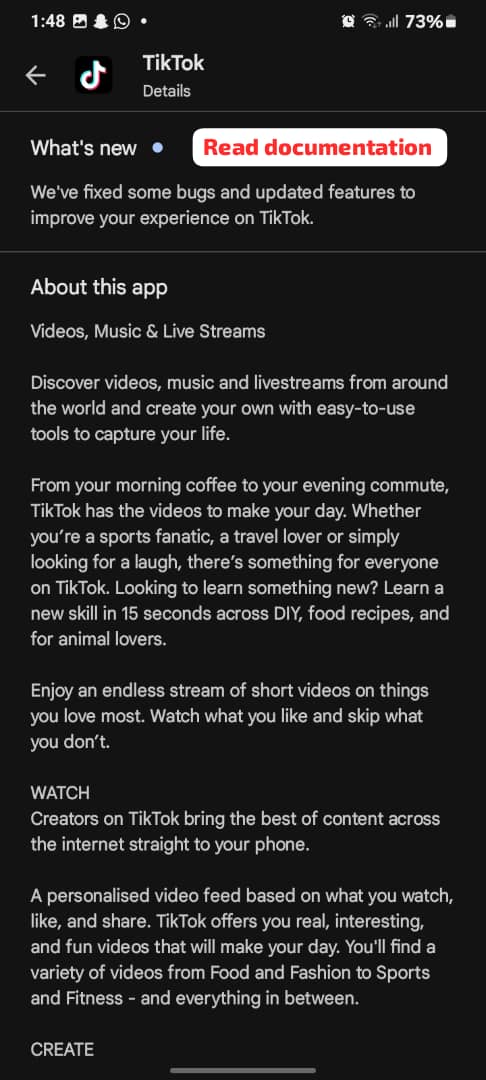 1:48
73%
TikTok
Details
What's new
Read documentation
We've fixed some bugs and updated features to
improve your experience on TikTok.
About this app
Videos, Music & Live Streams
Discover videos, music and livestreams from around
the world and create your own with easy-to-use
tools to capture your life.
From your morning coffee to your evening commute,
TikTok has the videos to make your day. Whether
you’re a sports fanatic, a travel lover or simply
looking for a laugh, there’s something for everyone
on TikTok. Looking to learn something new? Learn a
new skill in 15 seconds across DIY, food recipes, and
for animal lovers.
Enjoy an endless stream of short videos on things
you love most. Watch what you like and skip what
you don’t.
WATCH
Creators on TikTok bring the best of content across
the internet straight to your phone.
A personalised video feed based on what you watch,
like, and share. TikTok offers you real, interesting,
and fun videos that will make your day. You'll find a
variety of videos from Food and Fashion to Sports
and Fitness - and everything in between.
CREATE